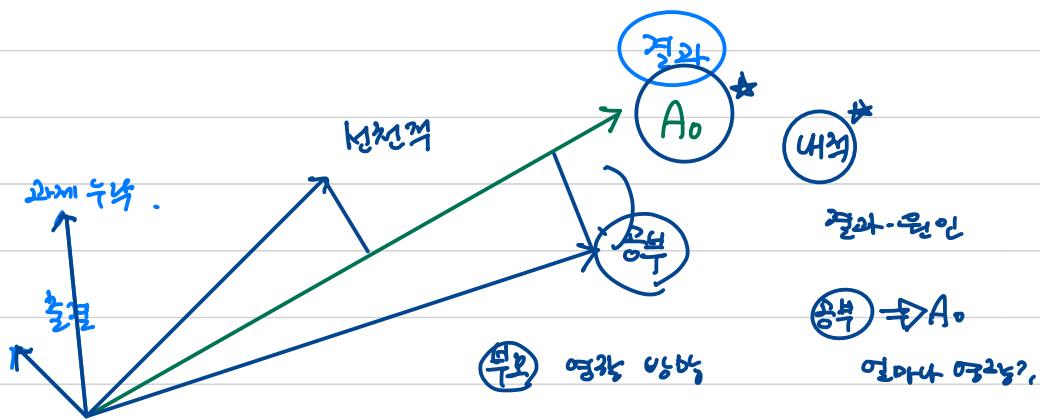 결과
A₀
선천적
내적
과제 누락.
공부
결과-원인
출결
공부 ⇒ A₀
부모 영향 방향
얼마나 영향?